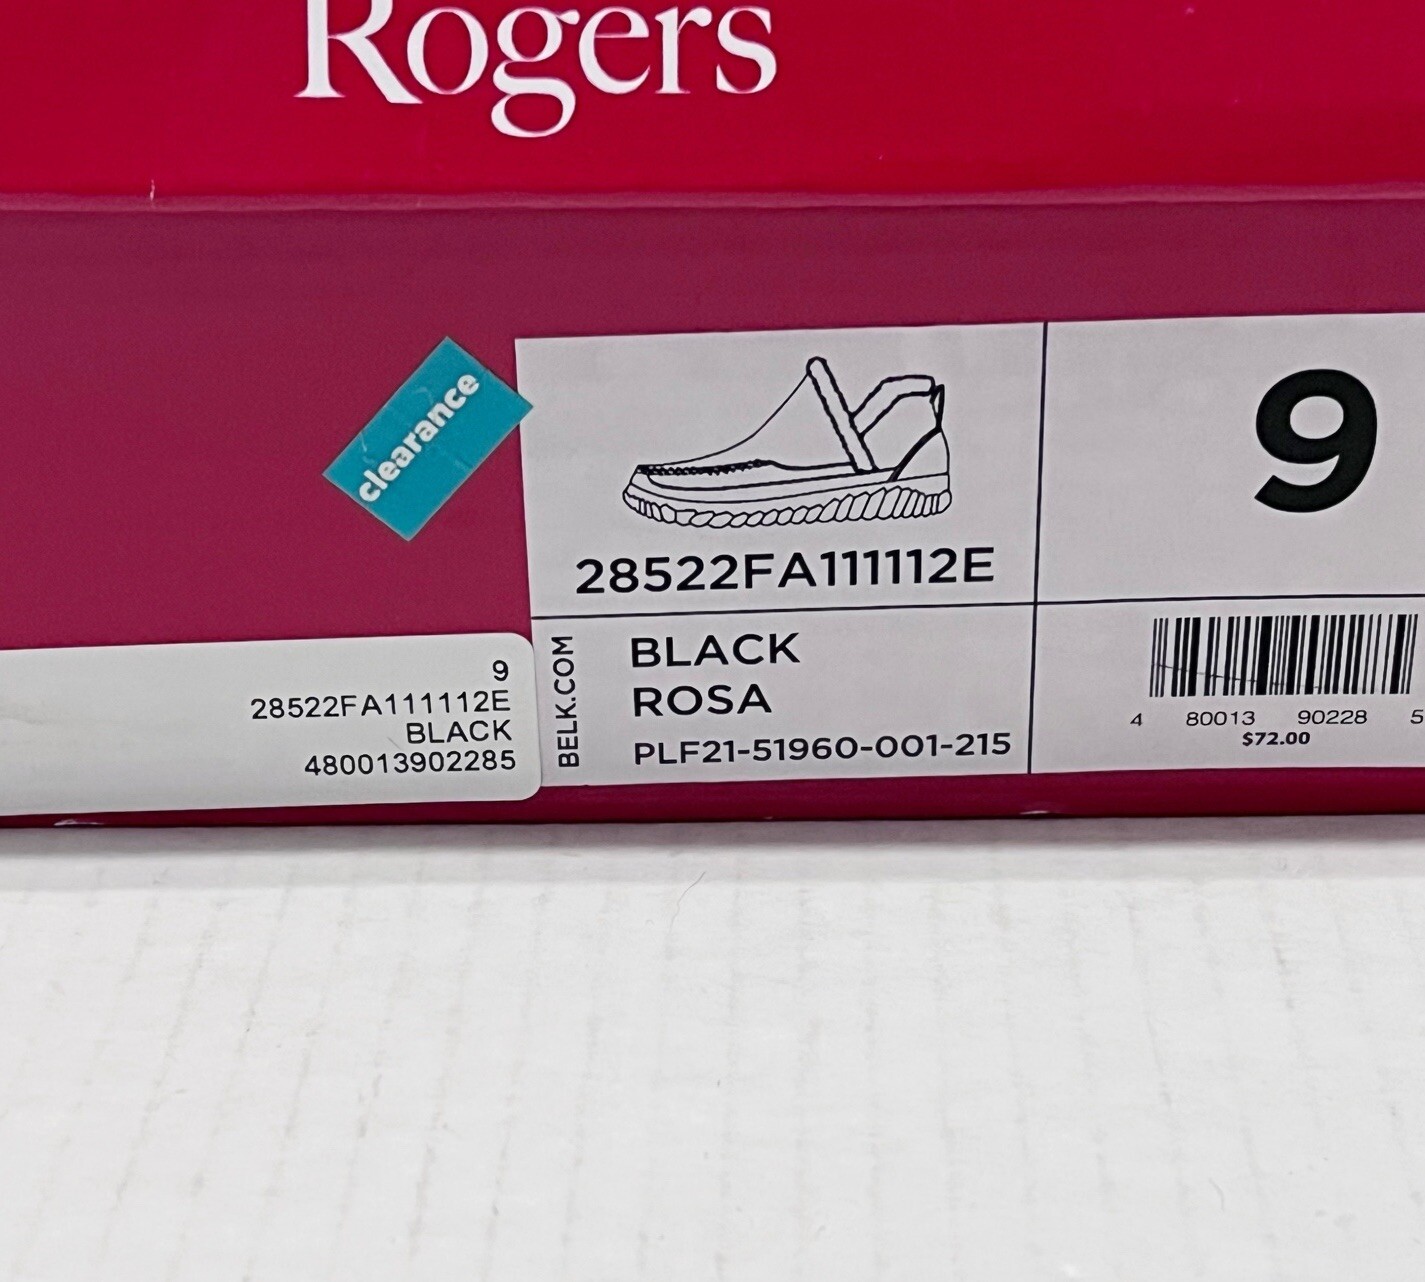 Rogers
clearance
28522FA111112E
9
9
28522FA111112E
BLACK
480013902285
BELK.COM
BLACK
ROSA
PLF21-51960-001-215
4 80013 90228 5
$72.00